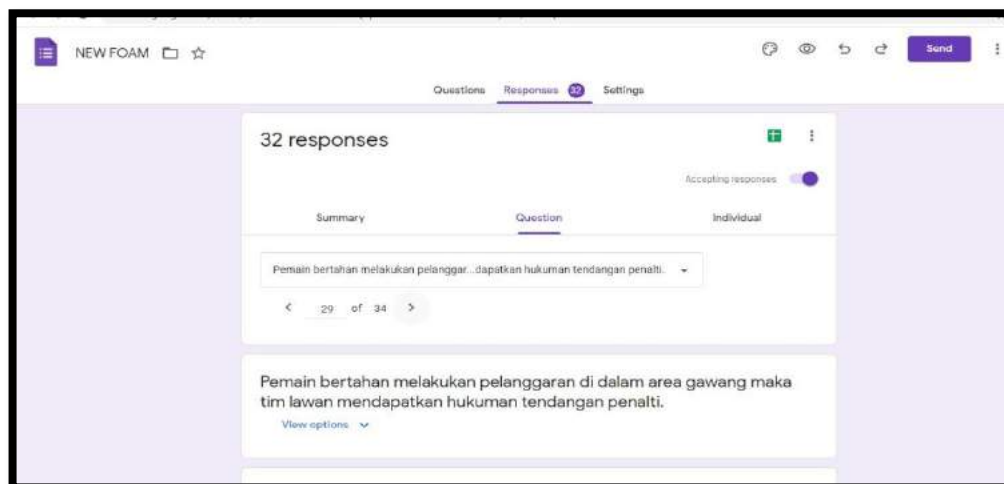 NEW FOAM
Send
Questions Responses 32 Settings
32 responses
Accepting responses
Summary Question Individual
Pemain bertahan melakukan pelanggar...dapatkan hukuman tendangan penalti.
29 of 34
Pemain bertahan melakukan pelanggaran di dalam area gawang maka
tim lawan mendapatkan hukuman tendangan penalti.
View options